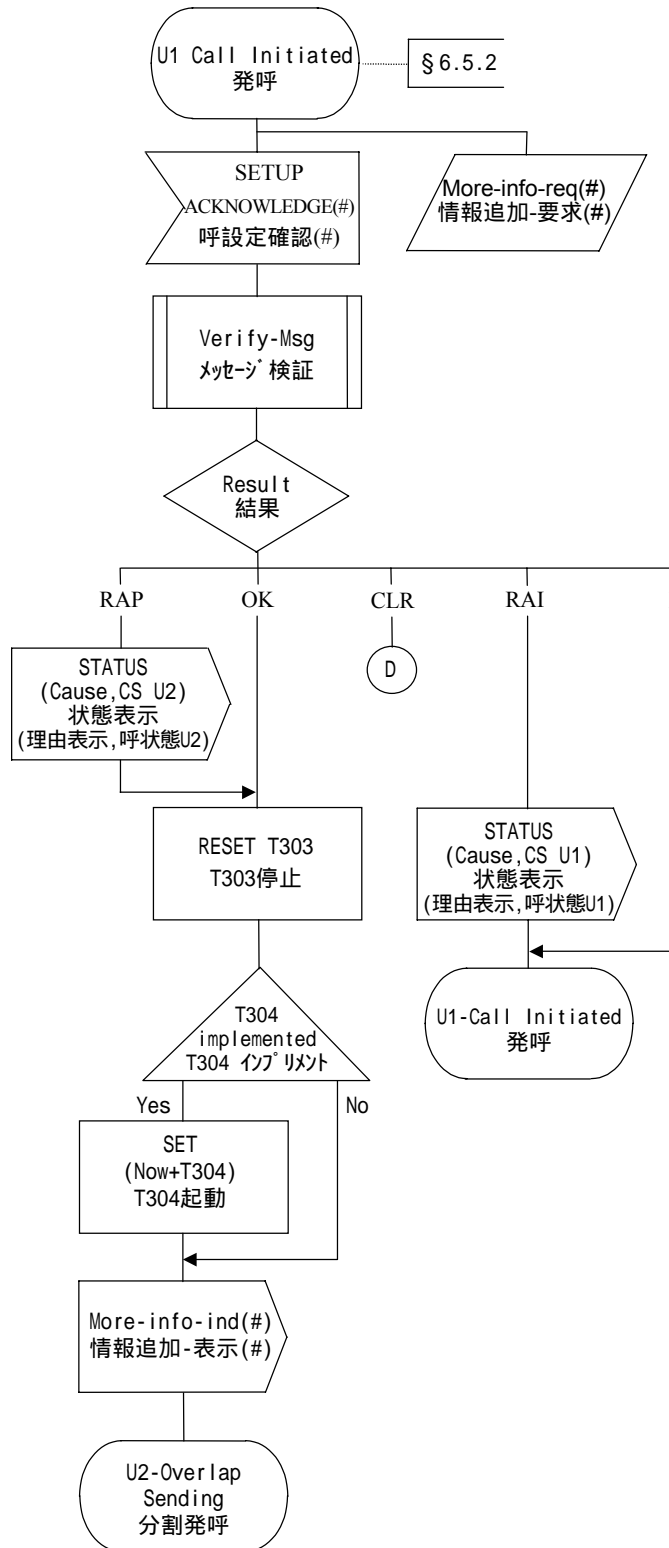 U1 Call Initiated
発呼
§6.5.2
SETUP
ACKNOWLEDGE(#)
呼設定確認(#)
More-info-req(#)
情報追加-要求(#)
Verify-Msg
ﾒｯｾｰｼﾞ検証
Result
結果
RAP
OK
CLR
RAI
STATUS
(Cause,CS U2)
状態表示
(理由表示,呼状態U2)
D
RESET T303
T303停止
STATUS
(Cause,CS U1)
状態表示
(理由表示,呼状態U1)
T304
implemented
T304 ｲﾝﾌﾟﾘﾒﾝﾄ
U1-Call Initiated
発呼
Yes
No
SET
(Now+T304)
T304起動
More-info-ind(#)
情報追加-表示(#)
U2-Overlap
Sending
分割発呼